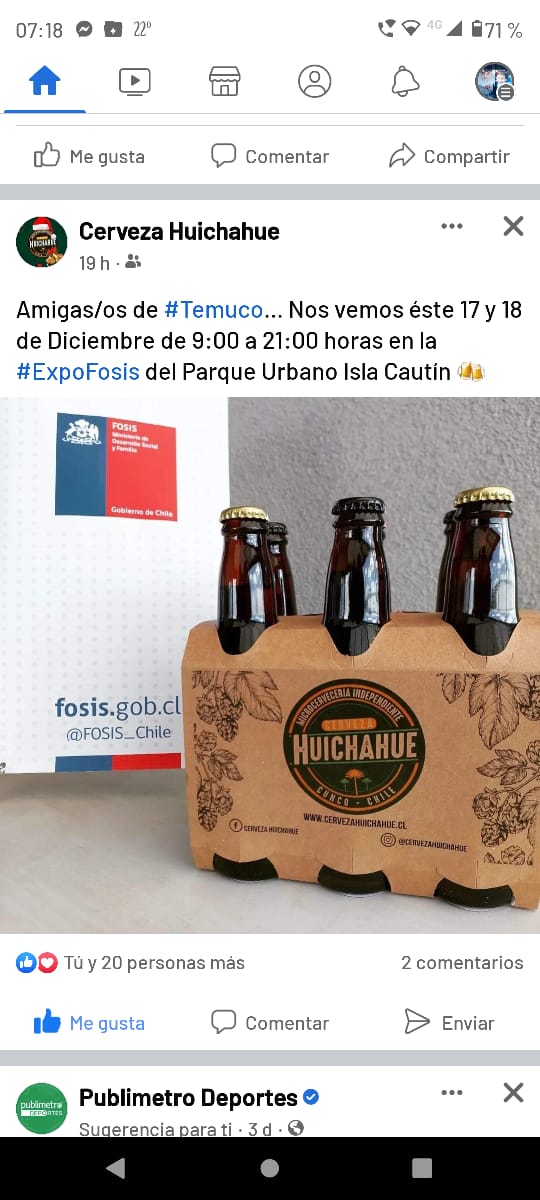 07:18 22° 4G 71 %
Me gusta Comentar Compartir
Cerveza Huichahue
19 h ·
Amigas/os de #Temuco... Nos vemos éste 17 y 18
de Diciembre de 9:00 a 21:00 horas en la
#ExpoFosis del Parque Urbano Isla Cautín
FOSIS
Ministerio de
Desarrollo Social
y Familia
Gobierno de Chile
fosis.gob.cl
@FOSIS_Chile
MICROCERVECERÍA INDEPENDIENTE
CERVEZA
HUICHAHUE
CUNCO - CHILE
WWW.CERVEZAHUICHAHUE.CL
CERVEZA HUICHAHUE
@CERVEZAHUICHAHUE
Tú y 20 personas más 2 comentarios
Me gusta Comentar Enviar
publimetro
DEPORTES
Publimetro Deportes
Sugerencia para ti · 3 d ·